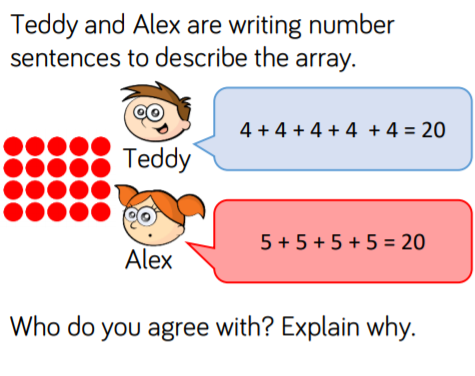 Teddy and Alex are writing number
sentences to describe the array.
4 + 4 + 4 + 4 + 4 = 20
Teddy
5 + 5 + 5 + 5 = 20
Alex
Who do you agree with? Explain why.